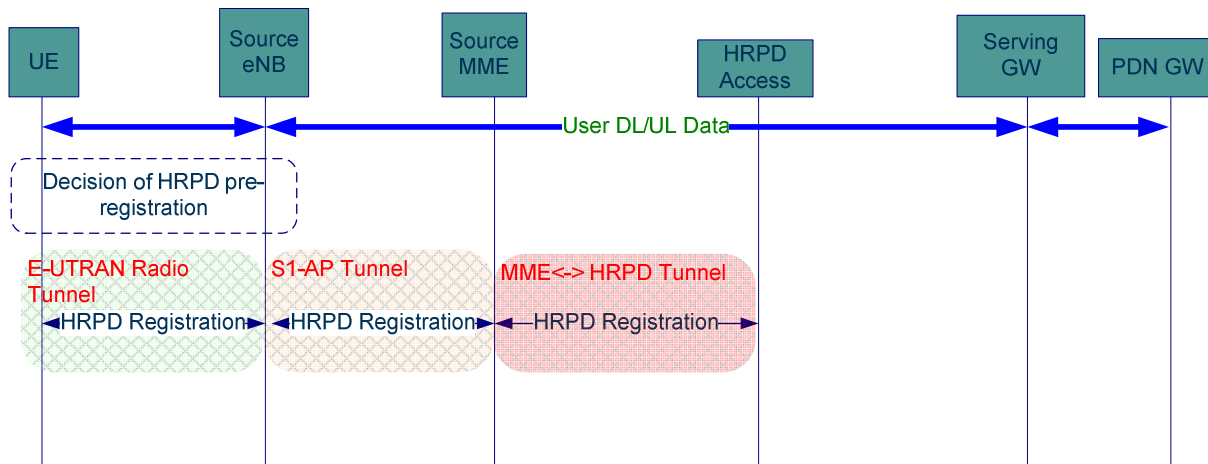 UE
Source
eNB
Source
MME
HRPD
Access
Serving
GW
PDN GW
User DL/UL Data
Decision of HRPD pre-
registration
E-UTRAN Radio
Tunnel
S1-AP Tunnel
MME<-> HRPD Tunnel
HRPD Registration
HRPD Registration
HRPD Registration